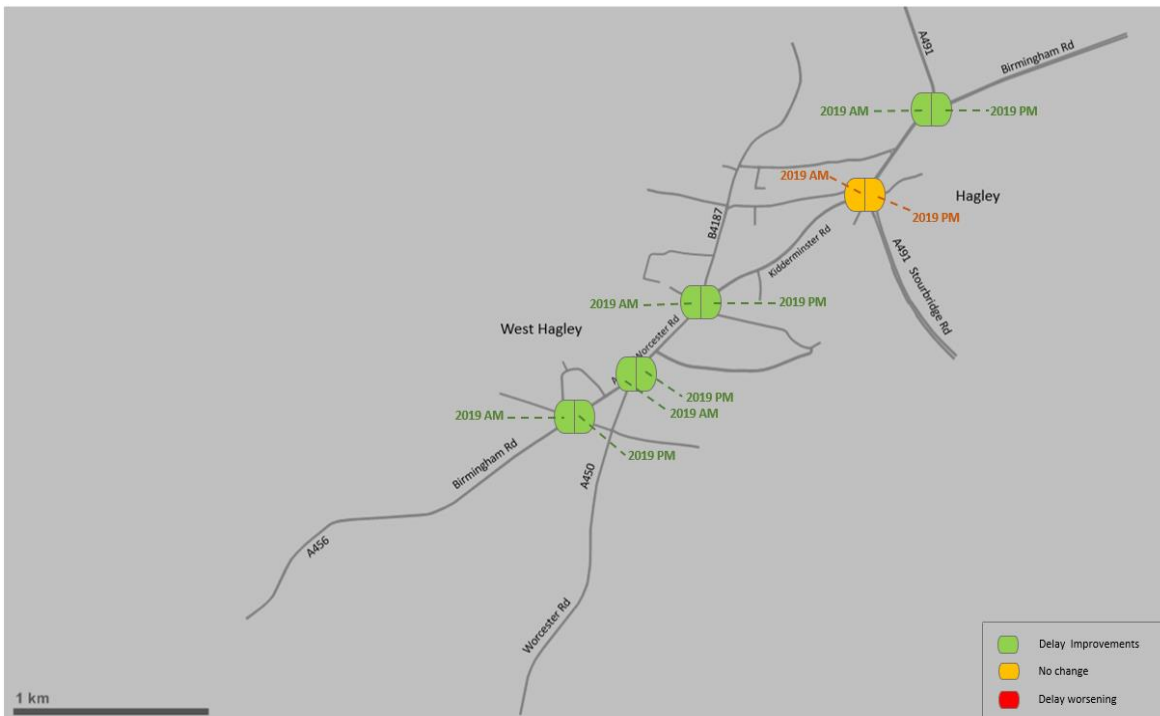 A491
Birmingham Rd
2019 AM
2019 PM
2019 AM
Hagley
2019 PM
B4187
Kidderminster Rd
A491 Stourbridge Rd
2019 AM
2019 PM
West Hagley
Worcester Rd
2019 PM
2019 AM
2019 AM
2019 PM
Birmingham Rd
A450
A456
Worcester Rd
Delay Improvements
No change
Delay worsening
1 km